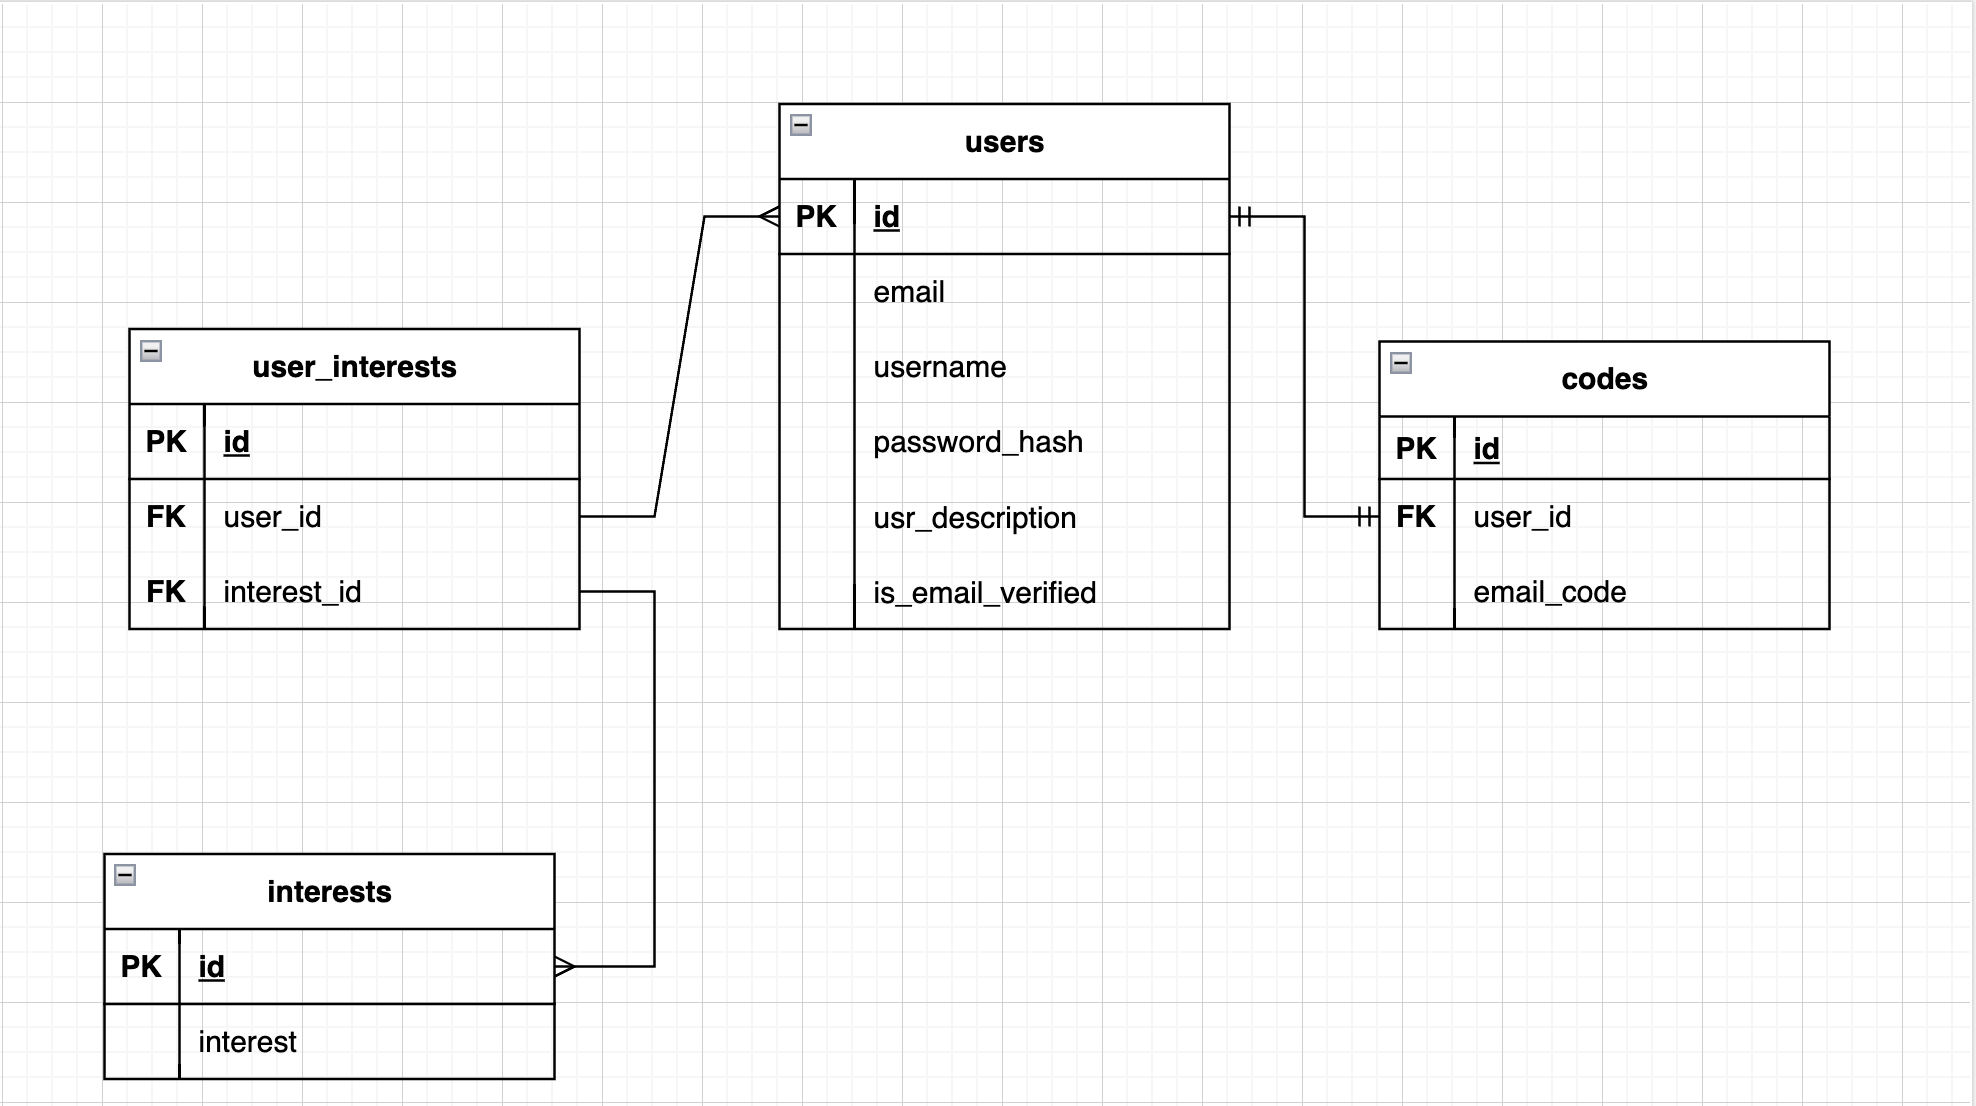 users
PK id
email
username
password_hash
usr_description
is_email_verified
user_interests
PK id
FK user_id
FK interest_id
codes
PK id
FK user_id
email_code
interests
PK id
interest